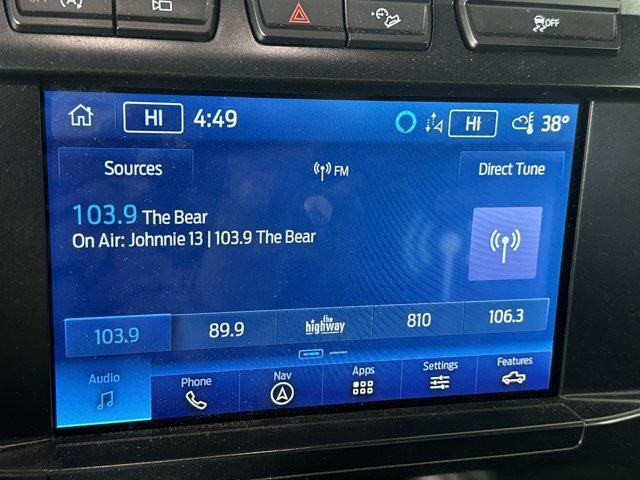 OFF
HI 4:49 HI 38°
Sources FM Direct Tune
103.9 The Bear
On Air: Johnnie 13 | 103.9 The Bear
103.9 89.9 the highway 810 106.3
Audio Phone Nav Apps Settings Features